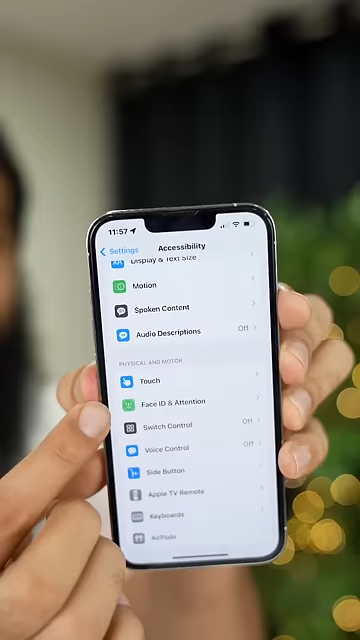 11:57
Settings
Accessibility
Display & Text Size
Motion
Spoken Content
Audio Descriptions Off
PHYSICAL AND MOTOR
Touch
Face ID & Attention
Switch Control Off
Voice Control Off
Side Button
Apple TV Remote
Keyboards
AirPods